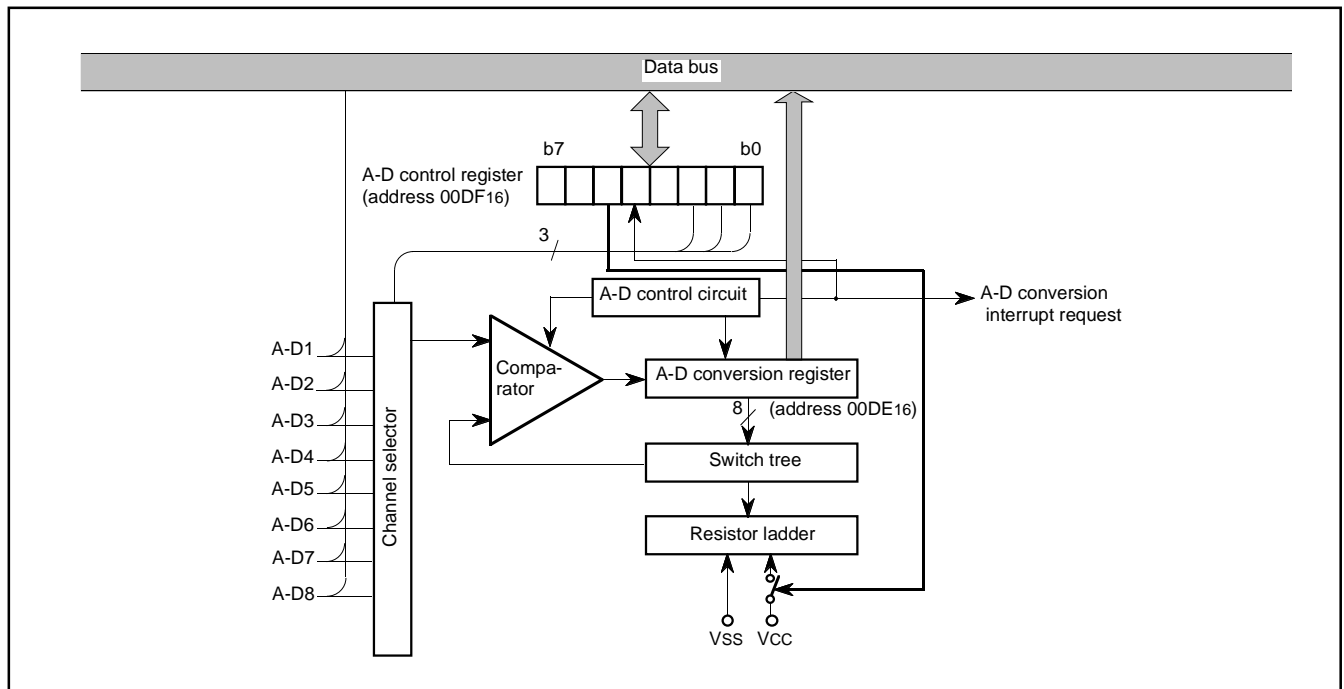 Data bus
b7
b0
A-D control register
(address 00DF16)
3
A-D control circuit
A-D conversion
interrupt request
A-D1
A-D2
A-D3
A-D4
A-D5
A-D6
A-D7
A-D8
Channel selector
Compa-
rator
A-D conversion register
8
(address 00DE16)
Switch tree
Resistor ladder
VSS
VCC